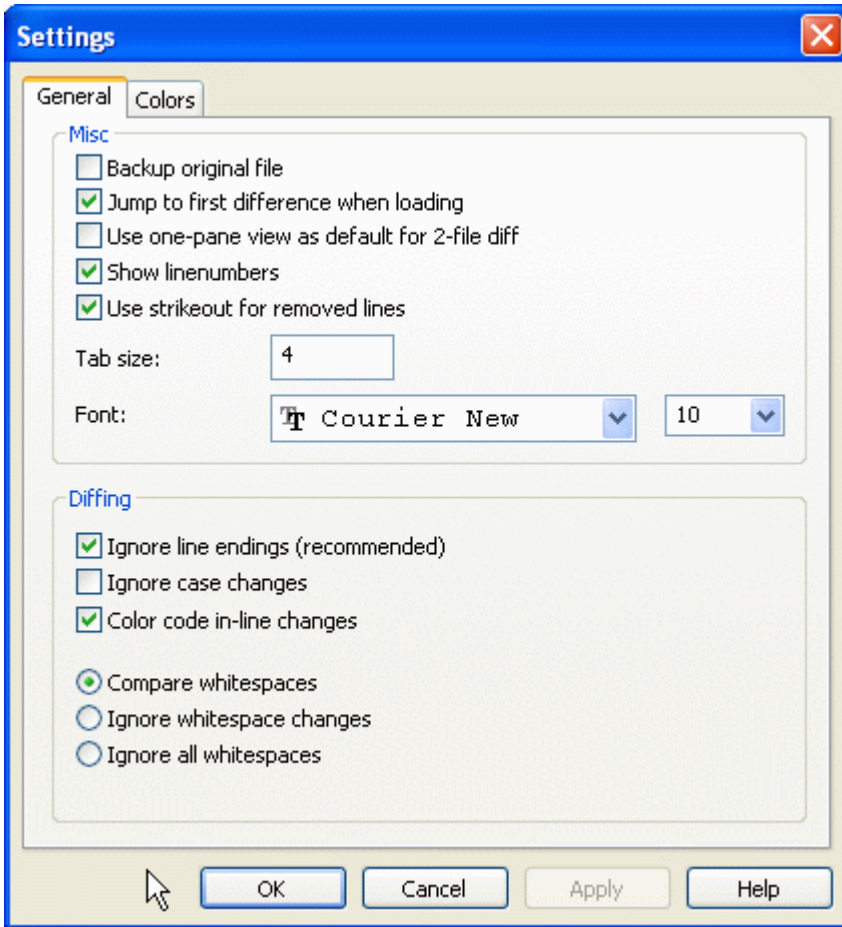 Settings
General Colors
Misc
Backup original file
Jump to first difference when loading
Use one-pane view as default for 2-file diff
Show linenumbers
Use strikeout for removed lines
Tab size: 4
Font: Courier New 10
Diffing
Ignore line endings (recommended)
Ignore case changes
Color code in-line changes
Compare whitespaces
Ignore whitespace changes
Ignore all whitespaces
OK Cancel Apply Help